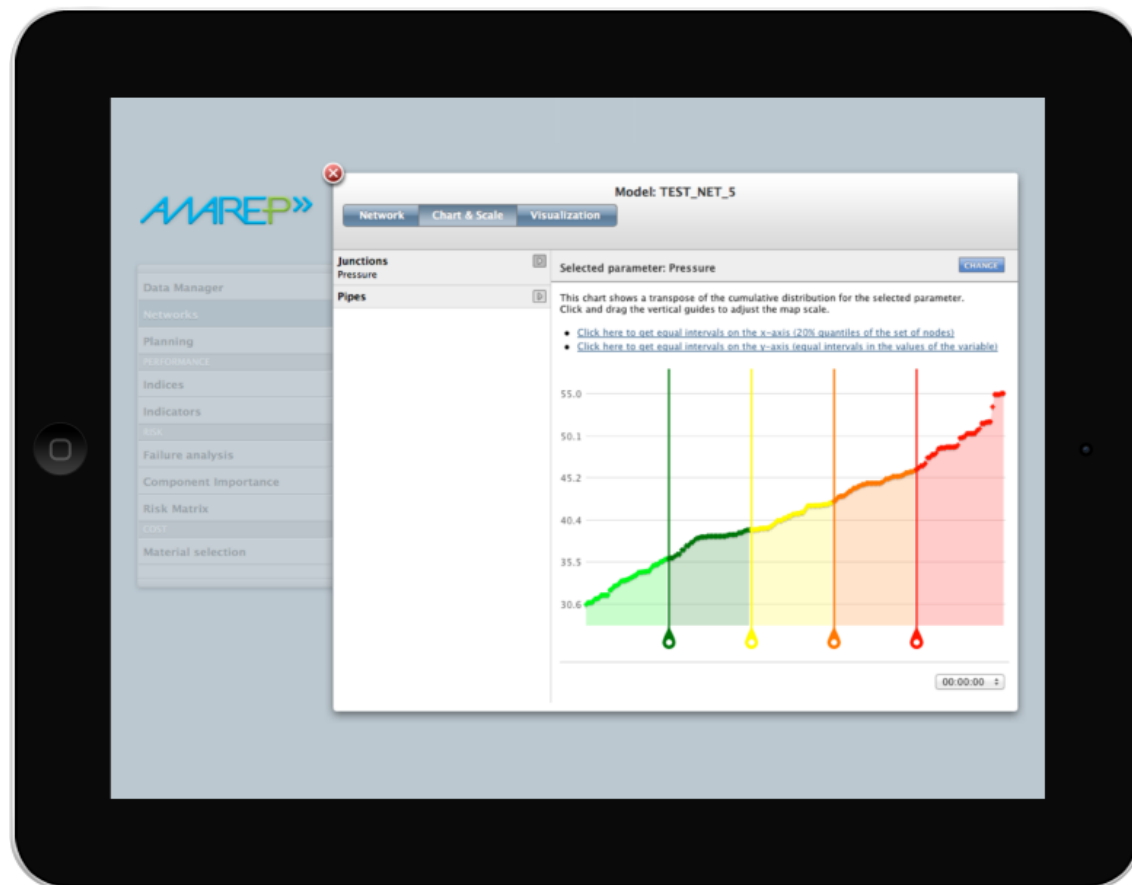 AWAREP»
Data Manager
Networks
Planning
PERFORMANCE
Indices
Indicators
RISK
Failure analysis
Component Importance
Risk Matrix
COST
Material selection
Model: TEST_NET_5
Network Chart & Scale Visualization
Junctions
Pressure
Pipes
Selected parameter: Pressure
CHANGE
This chart shows a transpose of the cumulative distribution for the selected parameter.
Click and drag the vertical guides to adjust the map scale.
• Click here to get equal intervals on the x-axis (20% quantiles of the set of nodes)
• Click here to get equal intervals on the y-axis (equal intervals in the values of the variable)
55.0
50.1
45.2
40.4
35.5
30.6
00:00:00